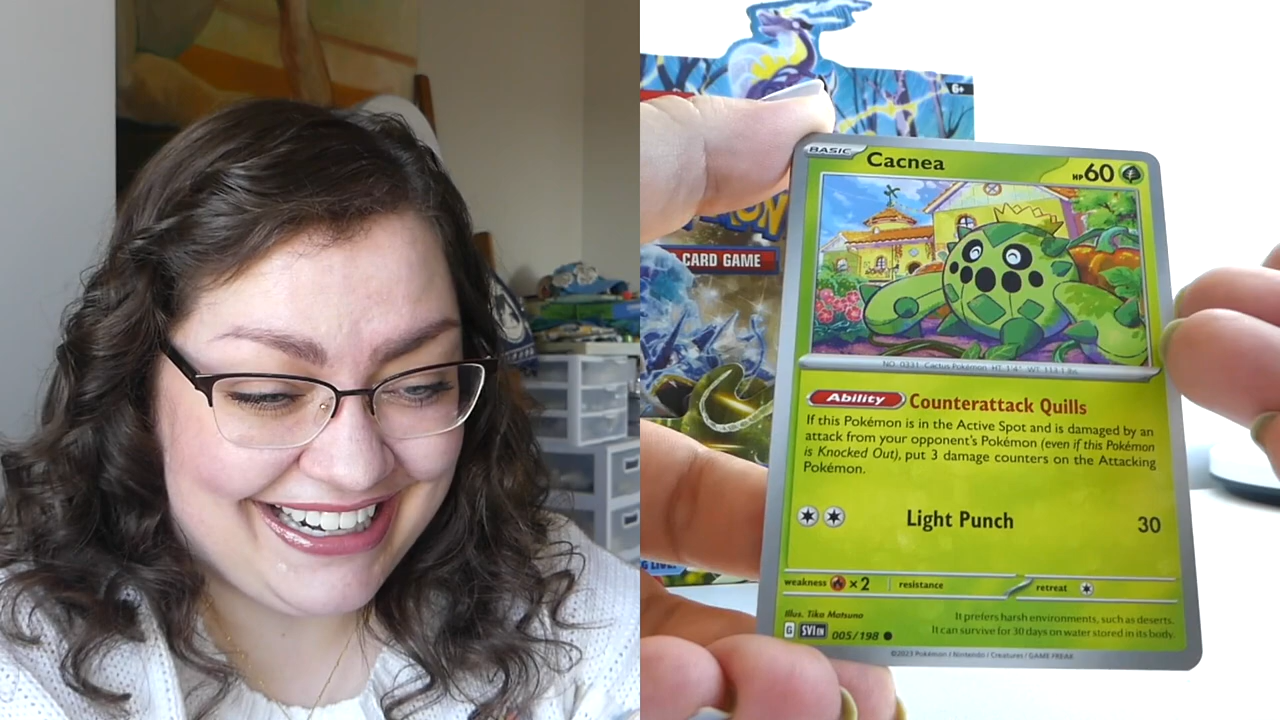 6+
BASIC
Cacnea
HP 60
CARD GAME
NO. 0331 Cactus Pokémon HT: 1'4" WT: 113.1 lbs.
Ability Counterattack Quills
If this Pokémon is in the Active Spot and is damaged by an
attack from your opponent's Pokémon (even if this Pokémon
is Knocked Out), put 3 damage counters on the Attacking
Pokémon.
Light Punch 30
weakness ×2 resistance retreat
Illus. Tika Matsuno
It prefers harsh environments, such as deserts.
It can survive for 30 days on water stored in its body.
G SVI EN 005/198
©2023 Pokémon / Nintendo / Creatures / GAME FREAK